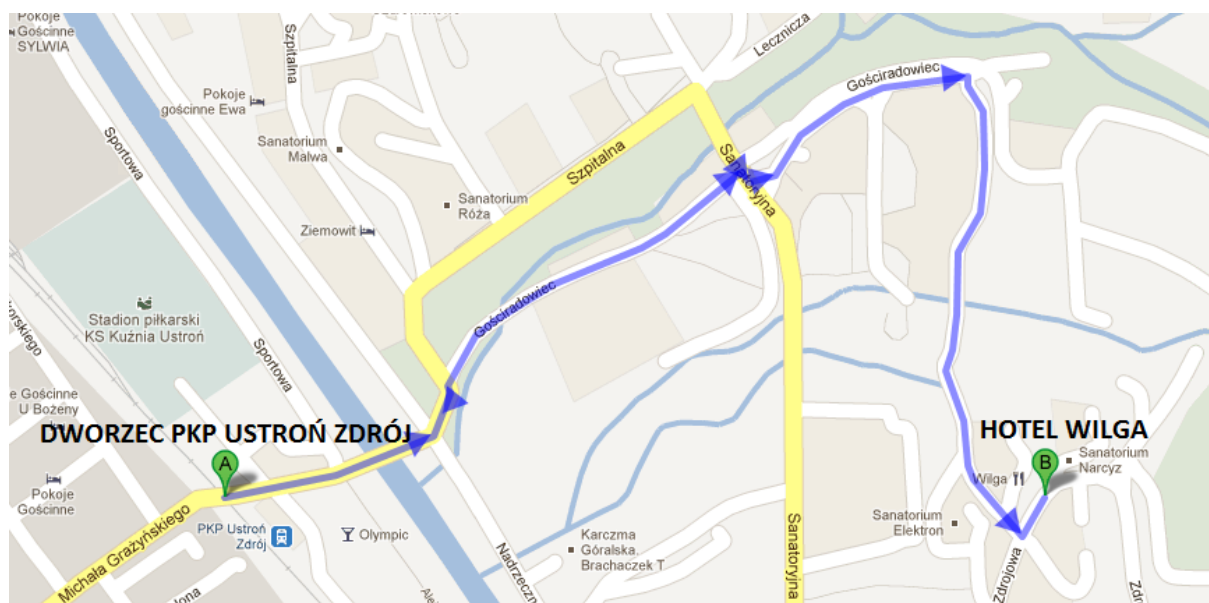 Pokoje
Gościnne
SYLWIA
Szpitalna
Lecznicza
Gościradowiec
Pokoje
gościnne Ewa
Sportowa
Sanatorium
Malwa
Szpitalna
Sanatoryjna
Sanatorium
Róża
Ziemowit
Gościradowiec
Stadion piłkarski
KS Kuźnia Ustroń
Sportowa
e Gościnne
U Bożeny
DWORZEC PKP USTROŃ ZDRÓJ
HOTEL WILGA
A
B
Sanatorium
Narcyz
Wilga
Pokoje
Gościnne
Michała Grażyńskiego
PKP Ustroń
Zdrój
Olympic
Nadrzeczn
Karczma
Góralska.
Brachaczek T
Sanatoryjna
Sanatorium
Elektron
Zdrojowa